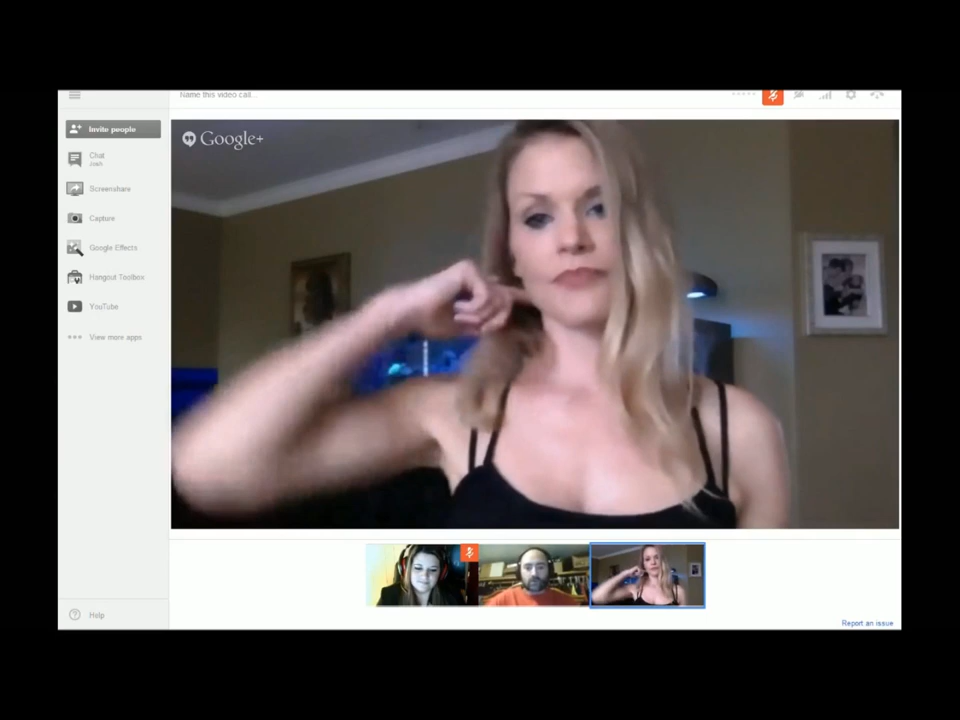 Name this video call...
Invite people
Google+
Chat
Josh
Screenshare
Capture
Google Effects
Hangout Toolbox
YouTube
View more apps
Help
Report an issue